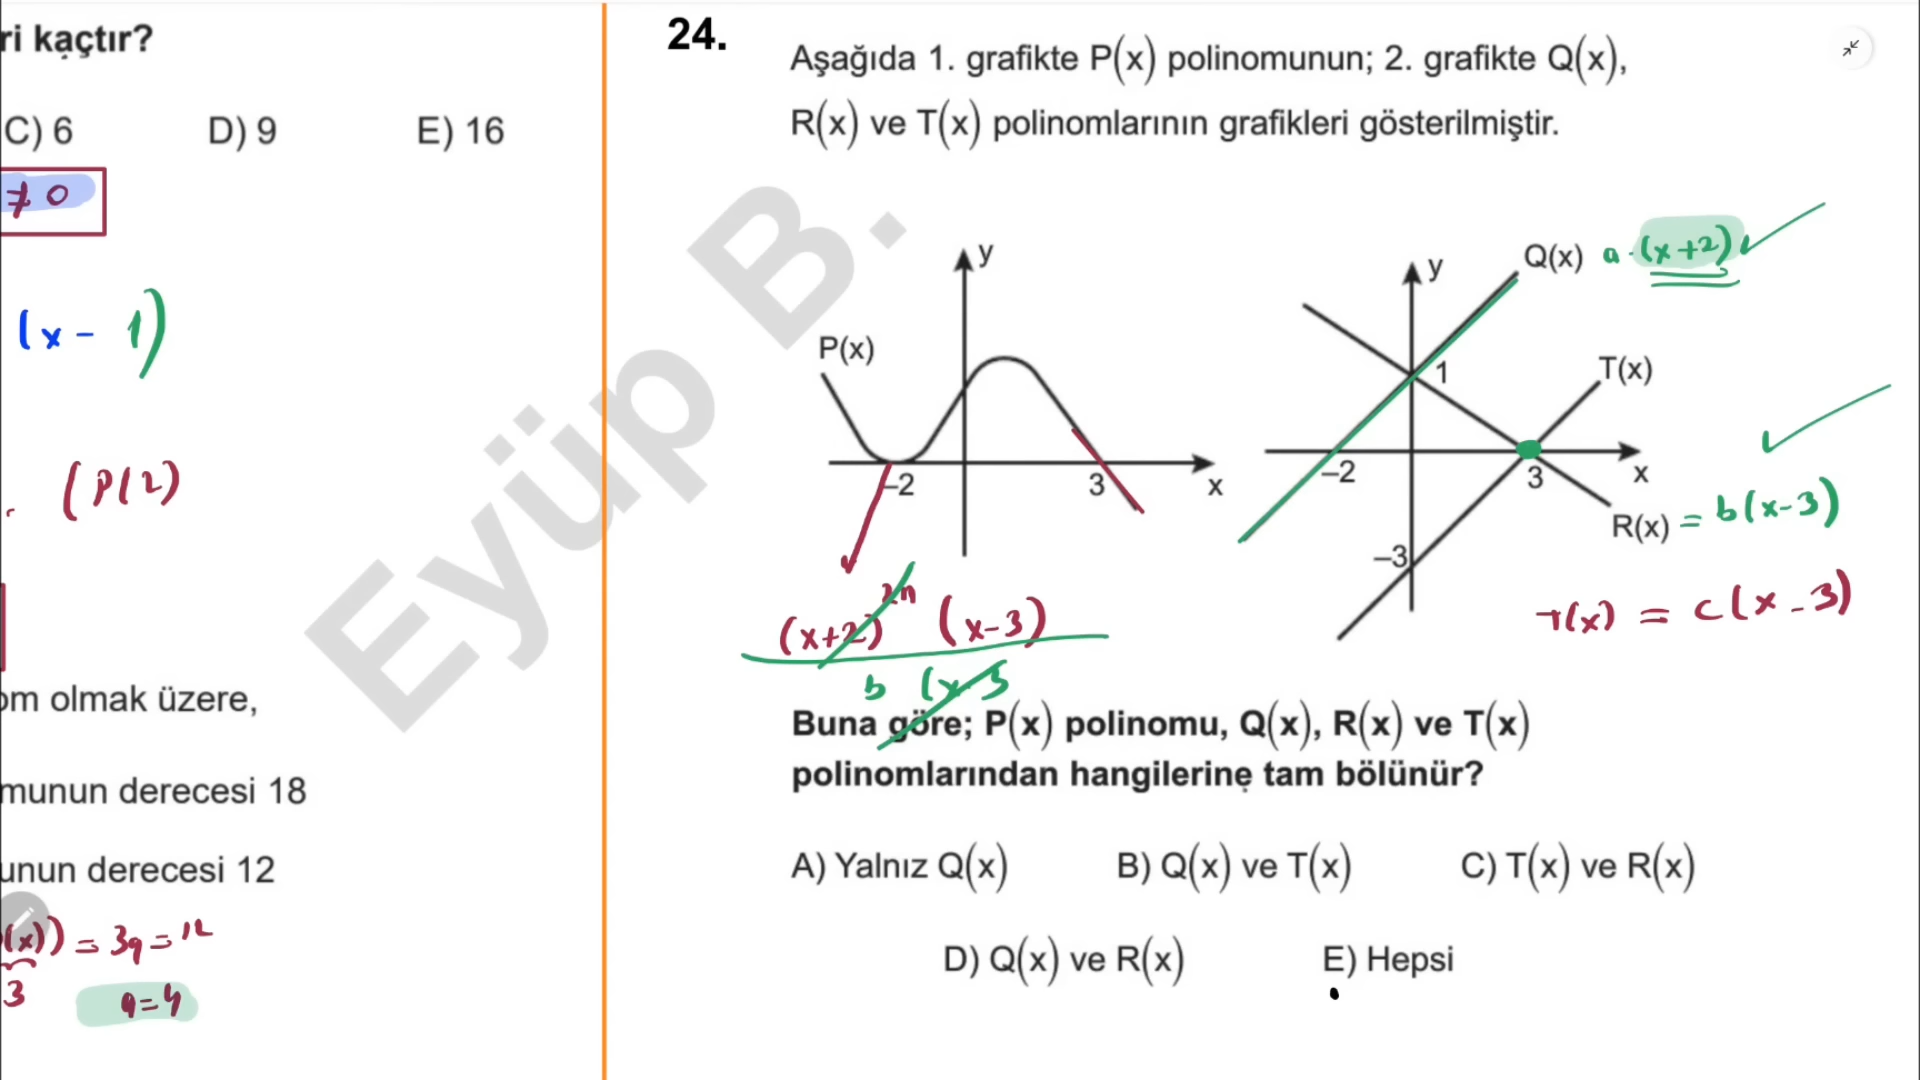 ri kaçtır?
C) 6 D) 9 E) 16
≠ 0
(x - 1)
. (P(2)
om olmak üzere,
munun derecesi 18
unun derecesi 12
(x)) = 3q = 12
3
q = 4
24.
Aşağıda 1. grafikte P(x) polinomunun; 2. grafikte Q(x),
R(x) ve T(x) polinomlarının grafikleri gösterilmiştir.
y
P(x)
-2
3
x
y
Q(x) a·(x+2)
1
T(x)
-2
3
x
R(x) = b(x-3)
-3
T(x) = c(x-3)
(x+2)²ⁿ (x-3)
b (x-3
Buna göre; P(x) polinomu, Q(x), R(x) ve T(x)
polinomlarından hangilerine tam bölünür?
A) Yalnız Q(x) B) Q(x) ve T(x) C) T(x) ve R(x)
D) Q(x) ve R(x) E) Hepsi
Eyüp B.